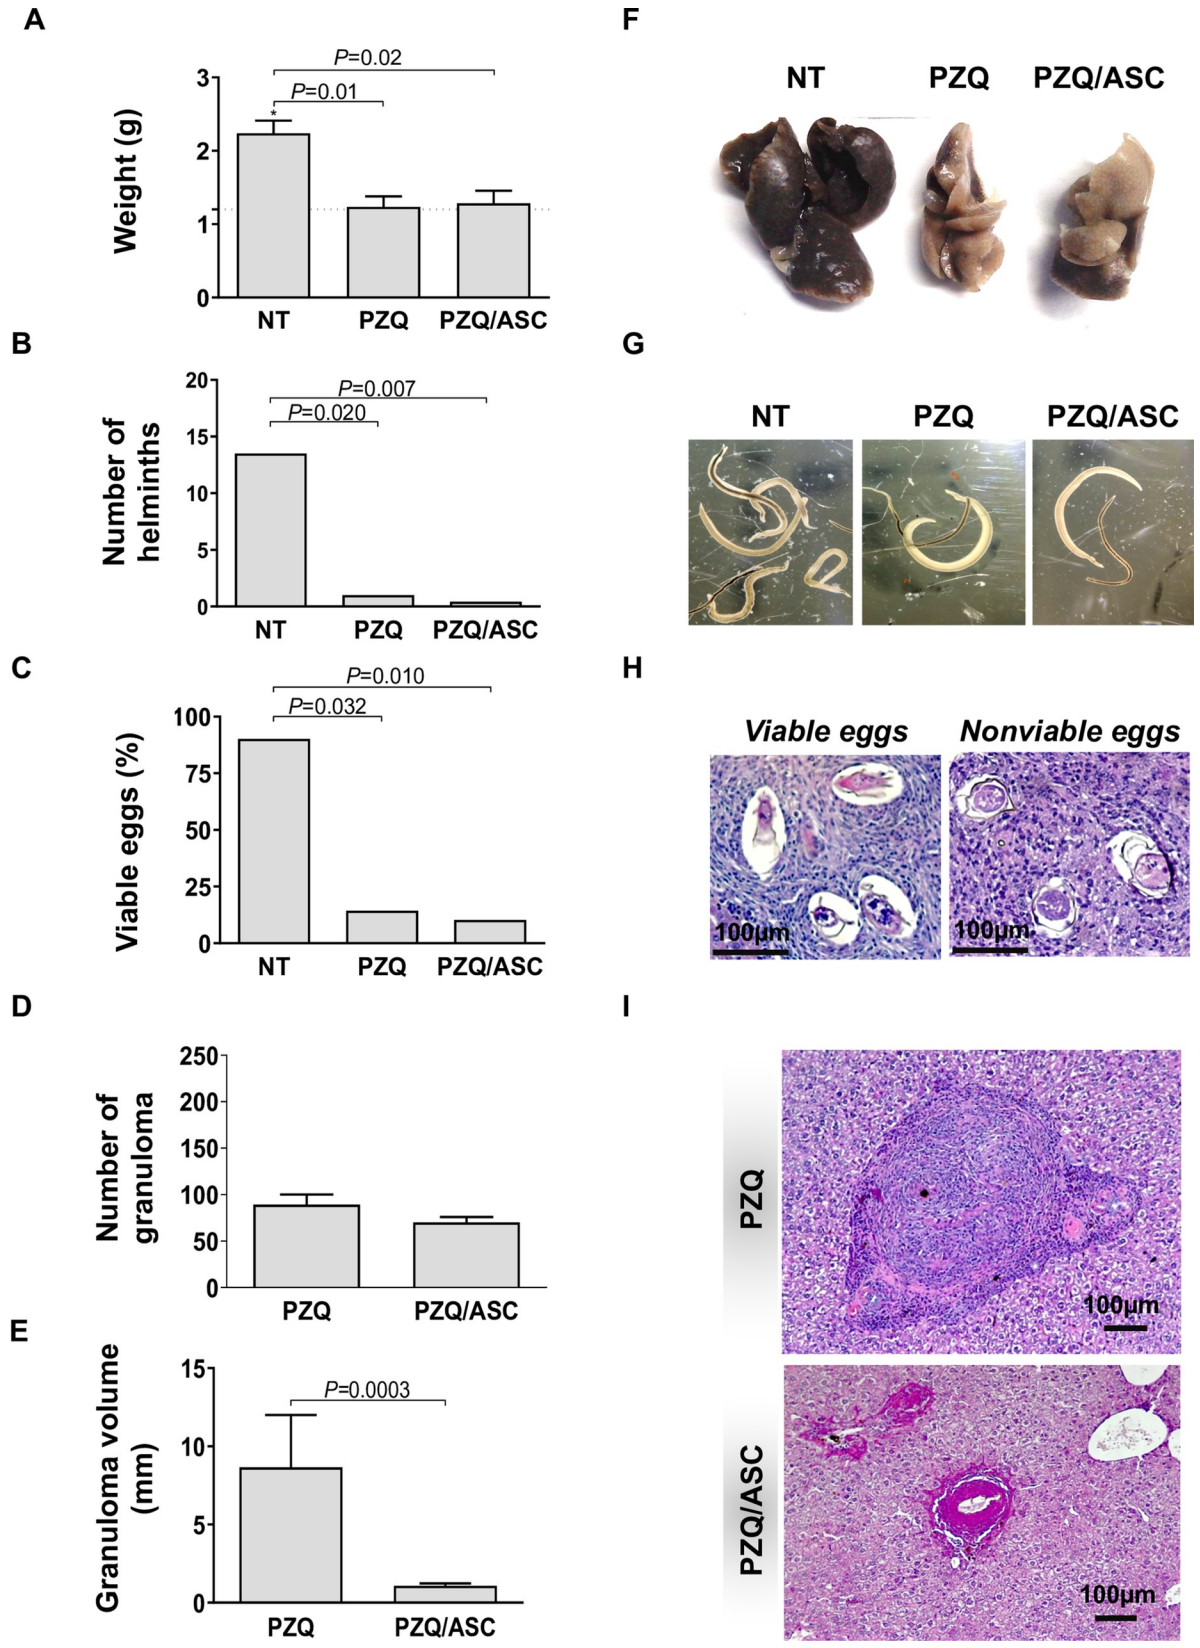 A
P=0.02
P=0.01
*
3
2
1
0
Weight (g)
NT PZQ PZQ/ASC
B
P=0.007
P=0.020
20
15
10
5
0
Number of
helminths
NT PZQ PZQ/ASC
C
P=0.010
P=0.032
100
75
50
25
0
Viable eggs (%)
NT PZQ PZQ/ASC
D
250
200
150
100
50
0
Number of
granuloma
PZQ PZQ/ASC
E
P=0.0003
15
10
5
0
Granuloma volume
(mm)
PZQ PZQ/ASC
F
NT PZQ PZQ/ASC
G
NT PZQ PZQ/ASC
H
Viable eggs Nonviable eggs
100µm 100µm
I
PZQ
100µm
PZQ/ASC
100µm